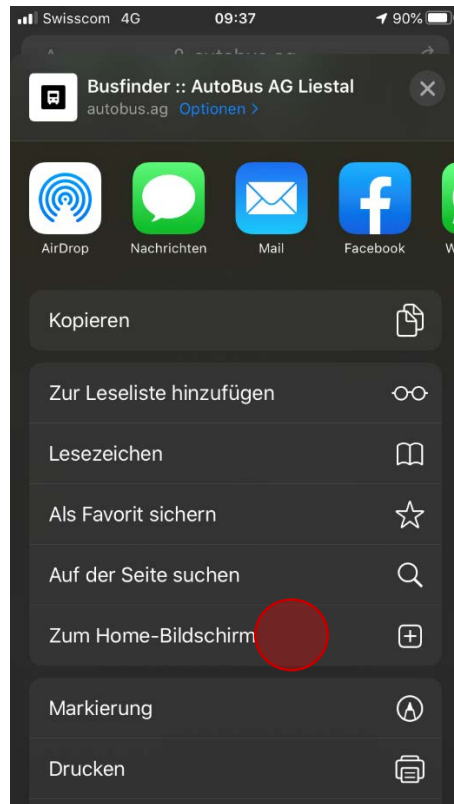 Swisscom 4G 09:37 90%
Busfinder :: AutoBus AG Liestal
autobus.ag Optionen >
AirDrop Nachrichten Mail Facebook W
Kopieren
Zur Leseliste hinzufügen
Lesezeichen
Als Favorit sichern
Auf der Seite suchen
Zum Home-Bildschirm
Markierung
Drucken